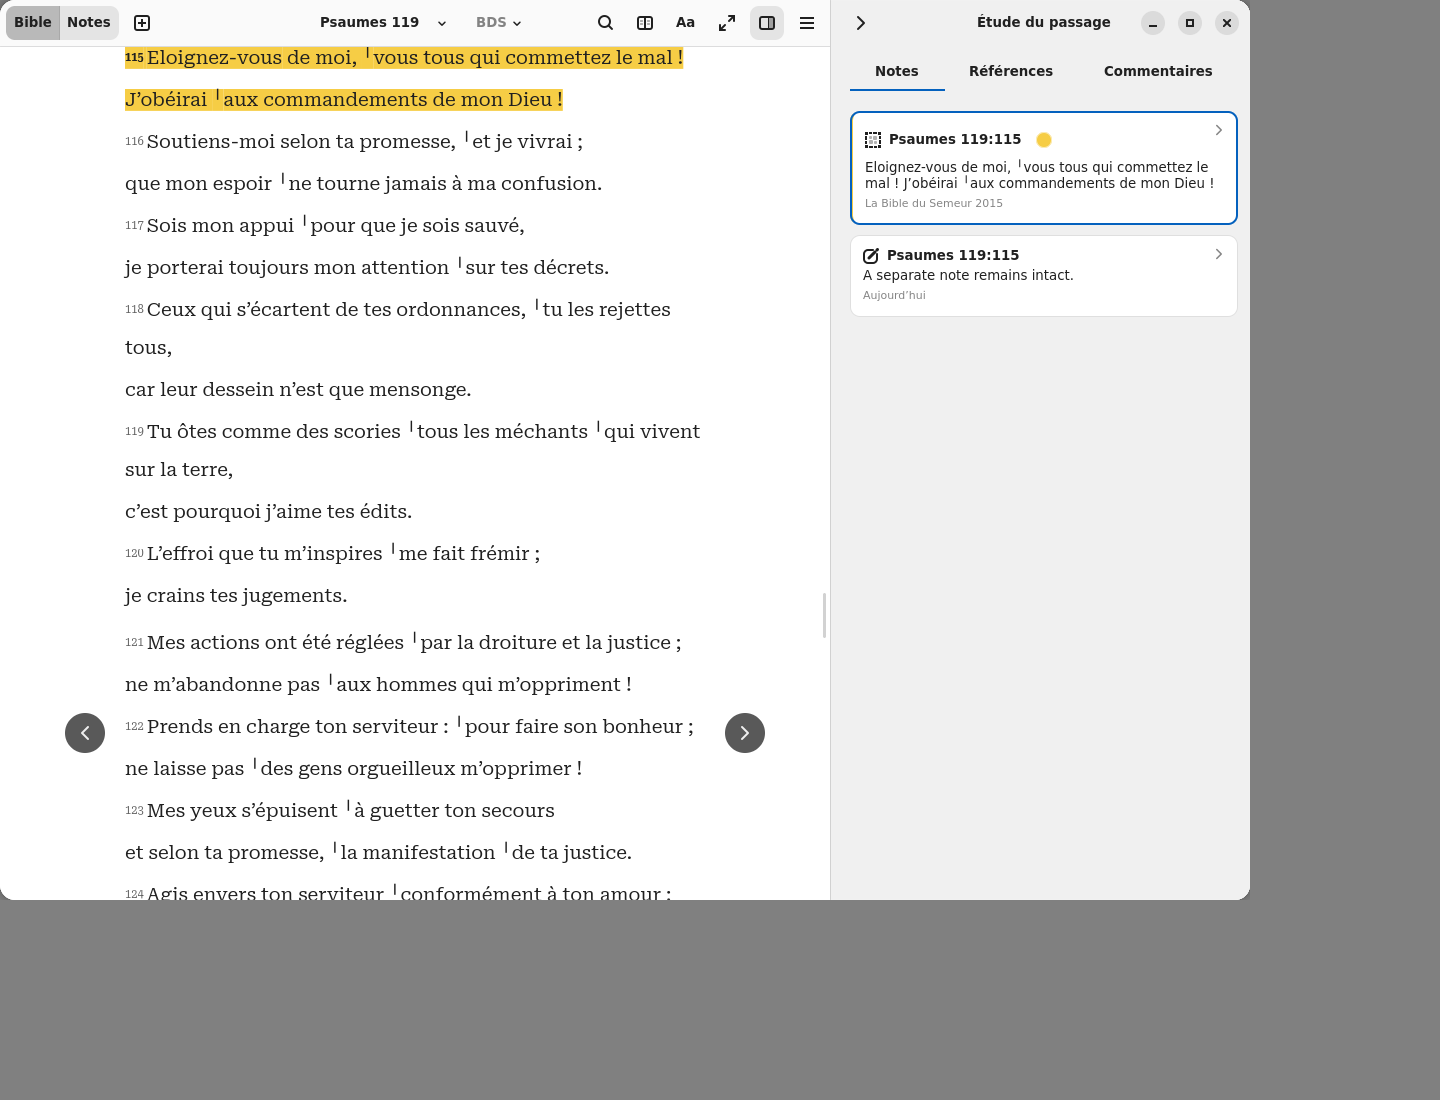 Bible Notes Psaumes 119 BDS Aa
115 Eloignez-vous de moi, ╵vous tous qui commettez le mal !
J’obéirai ╵aux commandements de mon Dieu !
116 Soutiens-moi selon ta promesse, ╵et je vivrai ;
que mon espoir ╵ne tourne jamais à ma confusion.
117 Sois mon appui ╵pour que je sois sauvé,
je porterai toujours mon attention ╵sur tes décrets.
118 Ceux qui s’écartent de tes ordonnances, ╵tu les rejettes
tous,
car leur dessein n’est que mensonge.
119 Tu ôtes comme des scories ╵tous les méchants ╵qui vivent
sur la terre,
c’est pourquoi j’aime tes édits.
120 L’effroi que tu m’inspires ╵me fait frémir ;
je crains tes jugements.
121 Mes actions ont été réglées ╵par la droiture et la justice ;
ne m’abandonne pas ╵aux hommes qui m’oppriment !
122 Prends en charge ton serviteur : ╵pour faire son bonheur ;
ne laisse pas ╵des gens orgueilleux m’opprimer !
123 Mes yeux s’épuisent ╵à guetter ton secours
et selon ta promesse, ╵la manifestation ╵de ta justice.
124 Agis envers ton serviteur ╵conformément à ton amour ;
Étude du passage
Notes Références Commentaires
Psaumes 119:115
Eloignez-vous de moi, ╵vous tous qui commettez le
mal ! J’obéirai ╵aux commandements de mon Dieu !
La Bible du Semeur 2015
Psaumes 119:115
A separate note remains intact.
Aujourd’hui